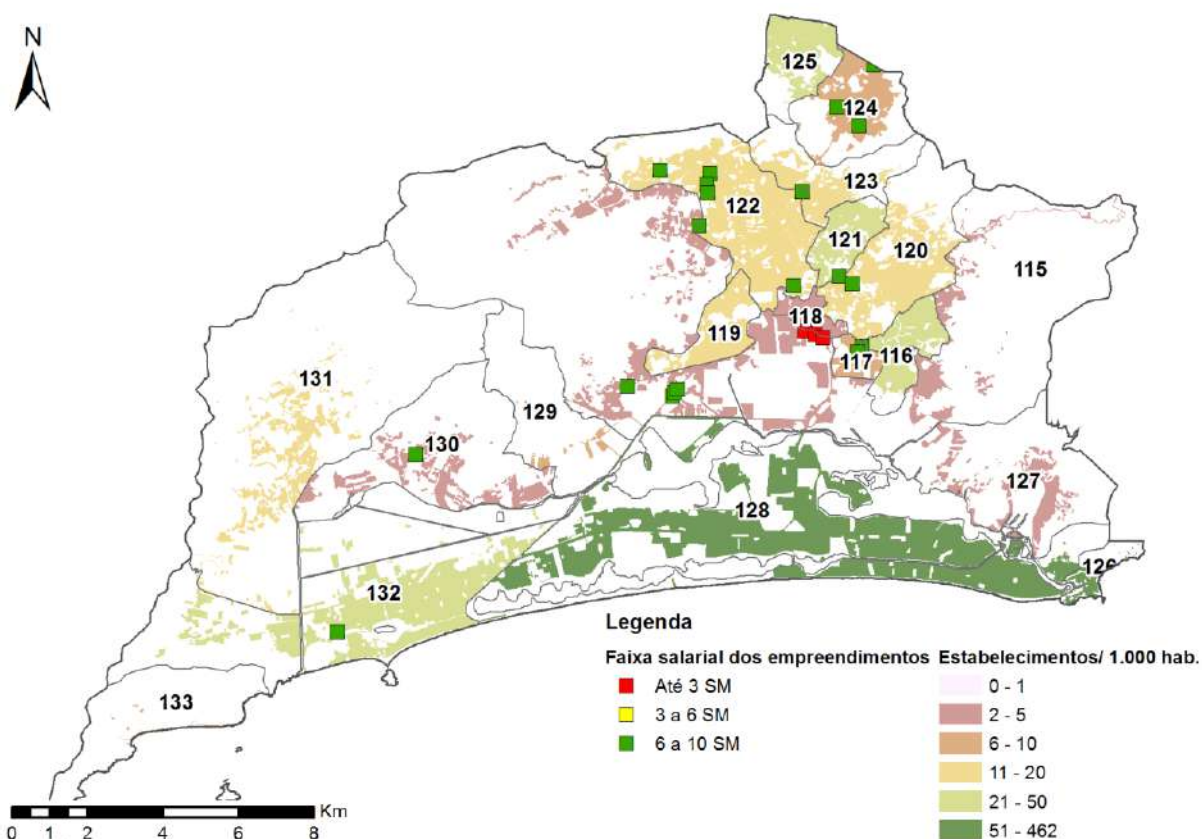 N
125
124
123
122
121
120
115
118
119
117
116
131
129
130
127
128
126
132
133
Legenda
Faixa salarial dos empreendimentos
Até 3 SM
3 a 6 SM
6 a 10 SM
Estabelecimentos/ 1.000 hab.
0 - 1
2 - 5
6 - 10
11 - 20
21 - 50
51 - 462
Km
0 1 2 4 6 8